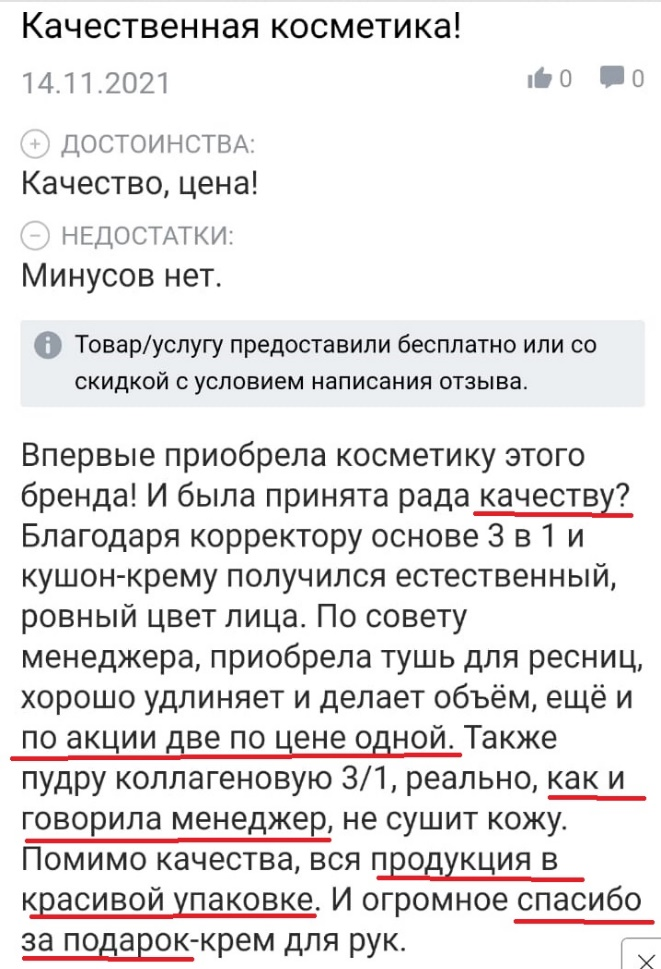 Качественная косметика!
14.11.2021 0 0
ДОСТОИНСТВА:
Качество, цена!
НЕДОСТАТКИ:
Минусов нет.
Товар/услугу предоставили бесплатно или со
скидкой с условием написания отзыва.
Впервые приобрела косметику этого
бренда! И была принята рада качеству?
Благодаря корректору основе 3 в 1 и
кушон-крему получился естественный,
ровный цвет лица. По совету
менеджера, приобрела тушь для ресниц,
хорошо удлиняет и делает объём, ещё и
по акции две по цене одной. Также
пудру коллагеновую 3/1, реально, как и
говорила менеджер, не сушит кожу.
Помимо качества, вся продукция в
красивой упаковке. И огромное спасибо
за подарок-крем для рук.